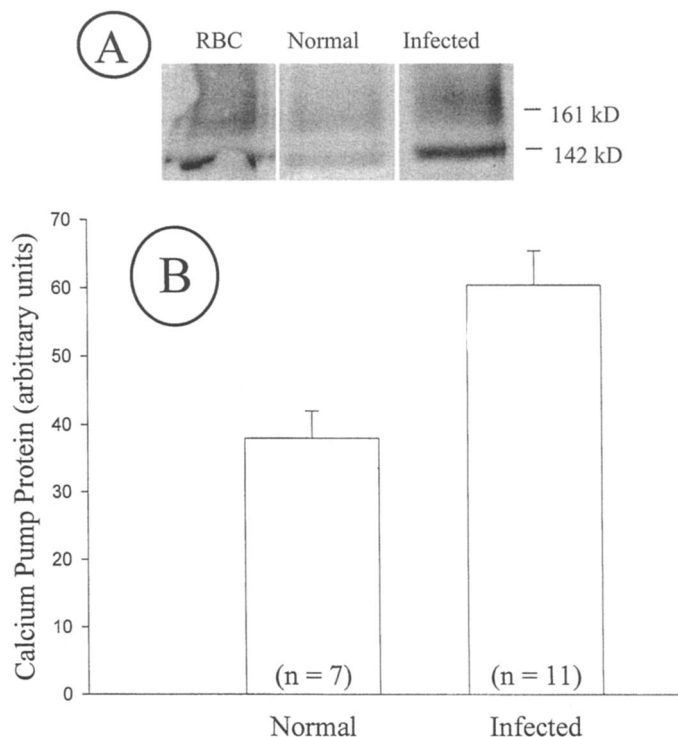 A
RBC Normal Infected
161 kD
142 kD
B
Calcium Pump Protein (arbitrary units)
70
60
50
40
30
20
10
0
(n = 7) (n = 11)
Normal Infected